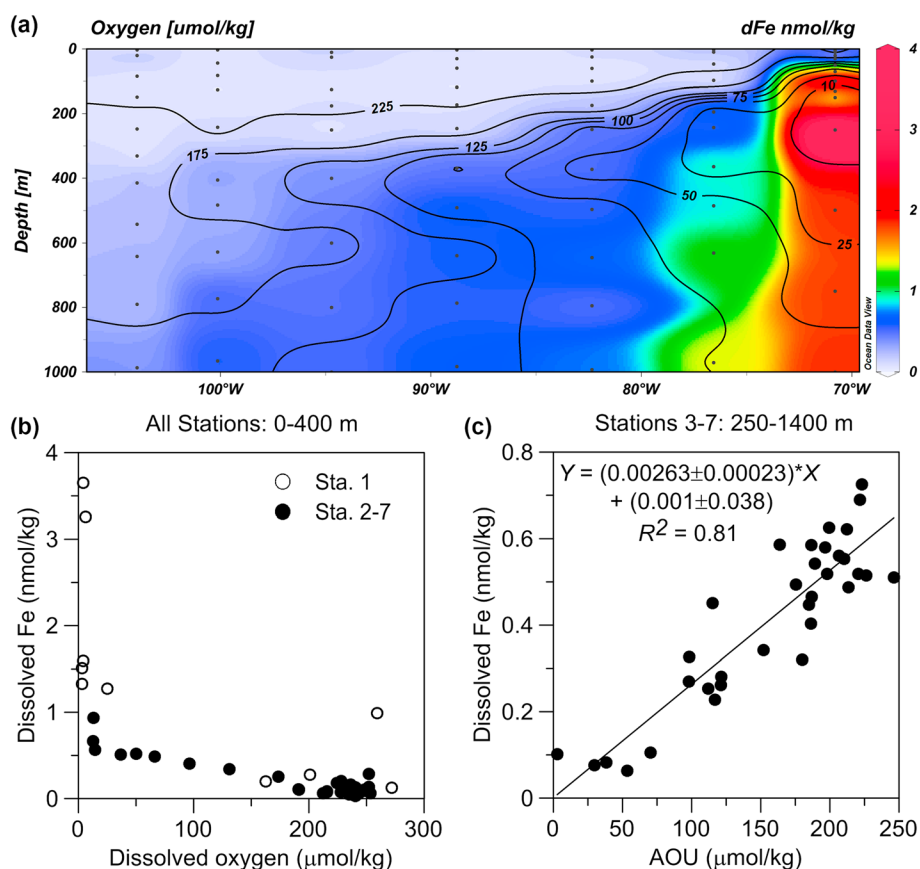 (a)
Oxygen [umol/kg]
dFe nmol/kg
0
200
400
600
800
1000
Depth [m]
225
175
125
100
75
50
25
10
100°W
90°W
80°W
70°W
Ocean Data View
4
3
2
1
0
(b)
All Stations: 0-400 m
4
3
2
1
0
Dissolved Fe (nmol/kg)
Sta. 1
Sta. 2-7
0
100
200
300
Dissolved oxygen (μmol/kg)
(c)
Stations 3-7: 250-1400 m
Y = (0.00263±0.00023)*X
+ (0.001±0.038)
R² = 0.81
0.8
0.6
0.4
0.2
0
Dissolved Fe (nmol/kg)
0
50
100
150
200
250
AOU (μmol/kg)